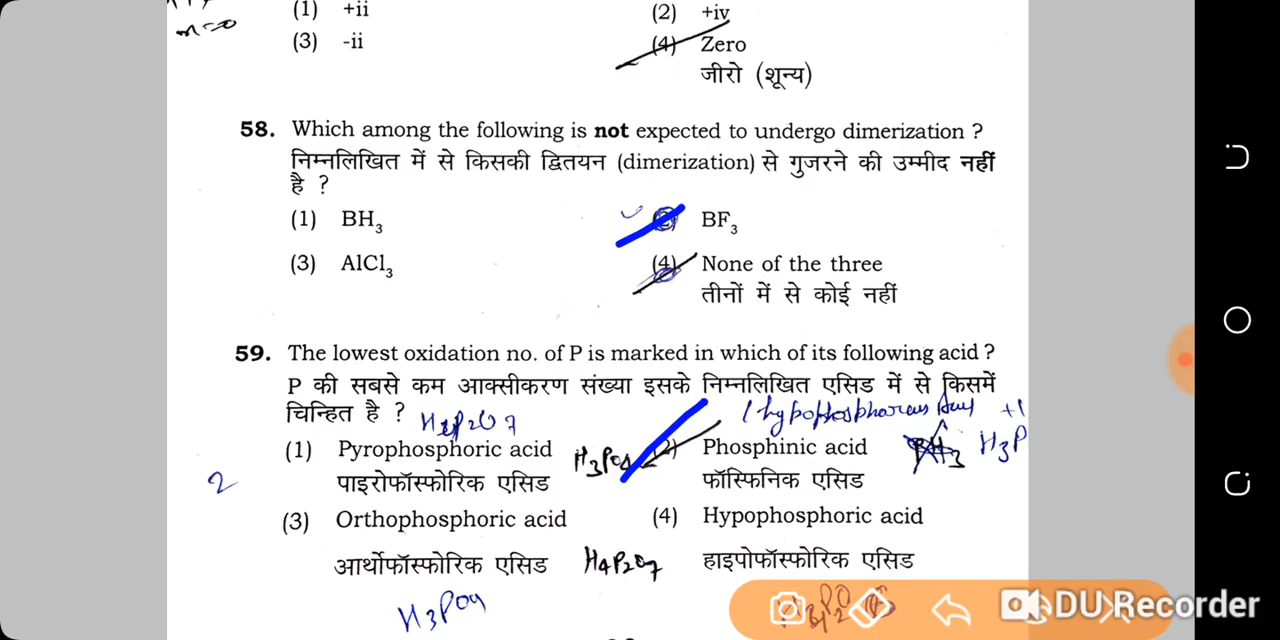 m=0
(1) +ii (2) +iv
(3) -ii (4) Zero
जीरो (शून्य)
58. Which among the following is not expected to undergo dimerization ?
निम्नलिखित में से किसकी द्वितयन (dimerization) से गुजरने की उम्मीद नहीं
है ?
(1) BH3 (2) BF3
(3) AlCl3 (4) None of the three
तीनों में से कोई नहीं
59. The lowest oxidation no. of P is marked in which of its following acid ?
P की सबसे कम आक्सीकरण संख्या इसके निम्नलिखित एसिड में से किसमें
चिन्हित है ? H4P2O7 (hypophosphorous Acid +1
(1) Pyrophosphoric acid H3PO4 (2) Phosphinic acid H3P
2 पाइरोफॉस्फोरिक एसिड फॉस्फिनिक एसिड
(3) Orthophosphoric acid (4) Hypophosphoric acid
आर्थोफॉस्फोरिक एसिड H4P2O7 हाइपोफॉस्फोरिक एसिड
H3PO4
DU Recorder